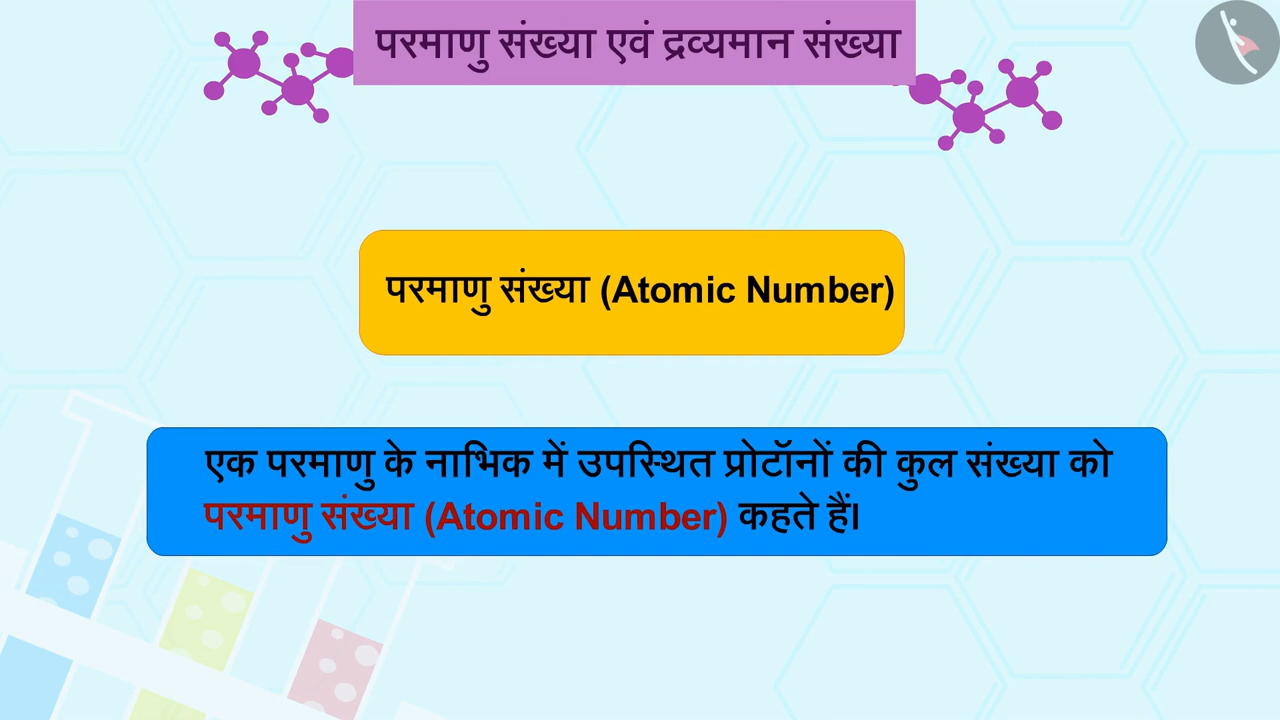 परमाणु संख्या एवं द्रव्यमान संख्या
परमाणु संख्या (Atomic Number)
एक परमाणु के नाभिक में उपस्थित प्रोटॉनों की कुल संख्या को
परमाणु संख्या (Atomic Number) कहते हैं।